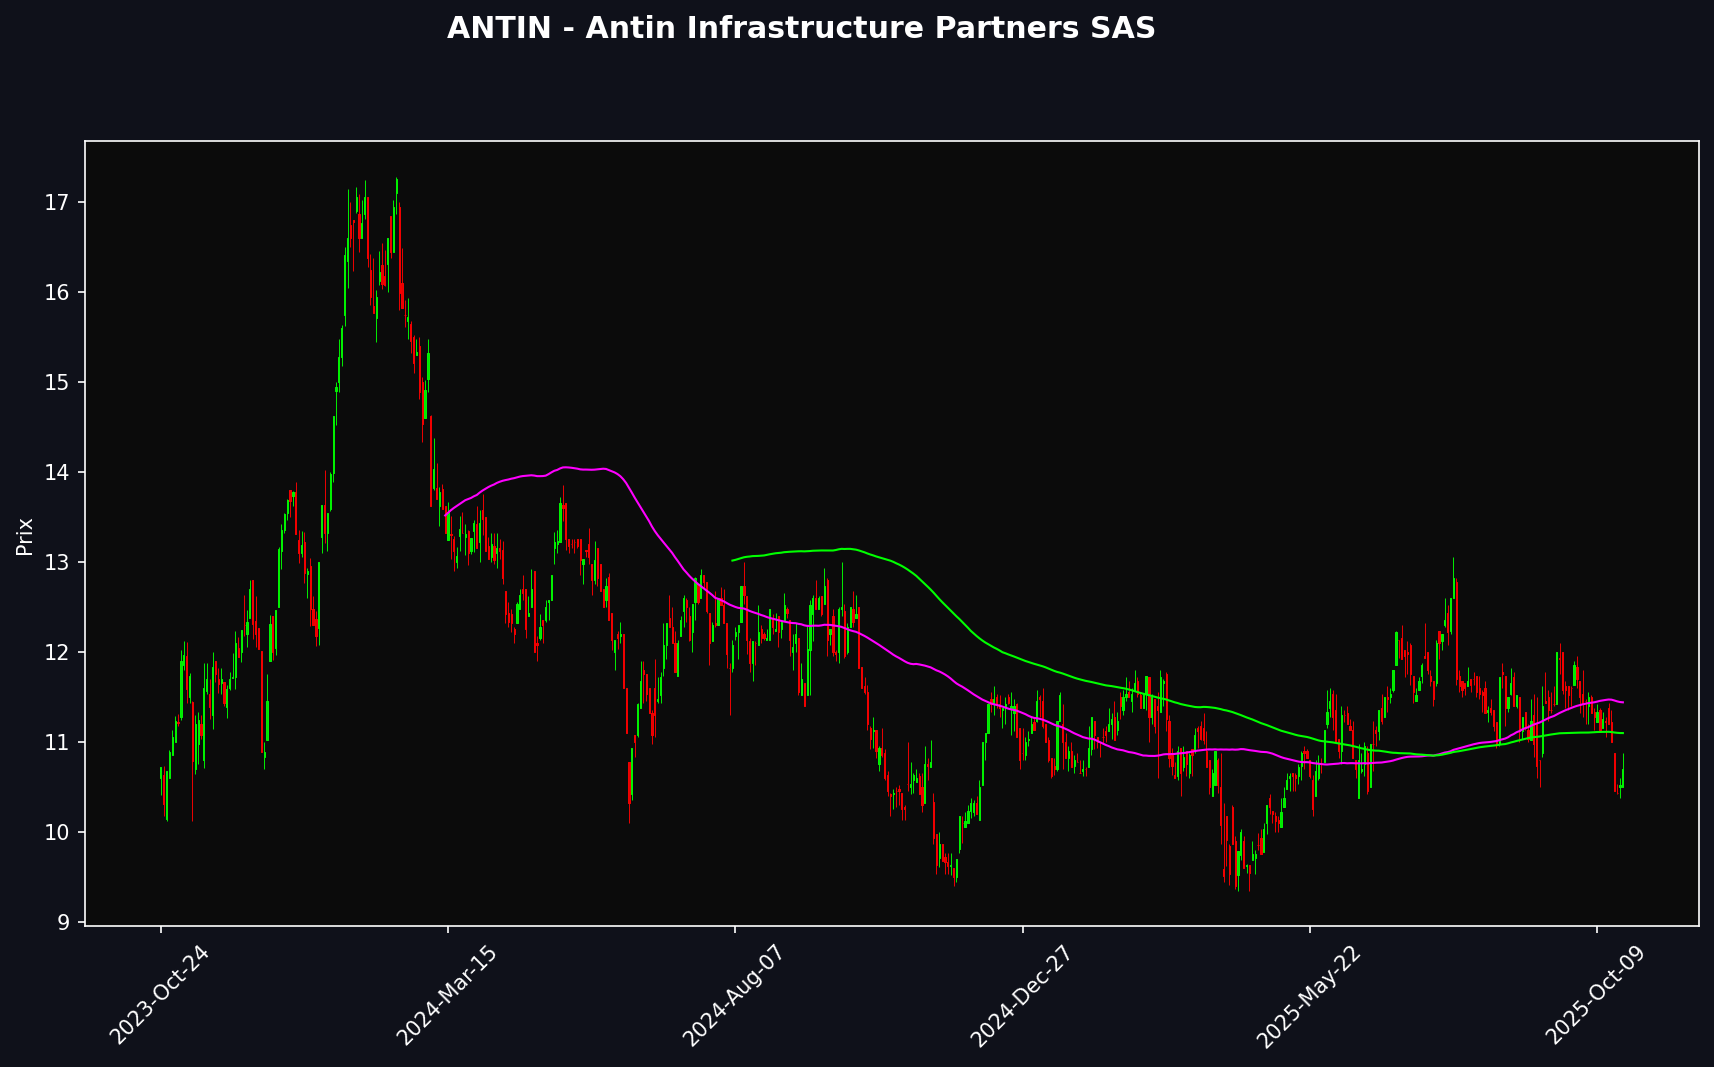 ANTIN - Antin Infrastructure Partners SAS
Prix
17
16
15
14
13
12
11
10
9
2023-Oct-24
2024-Mar-15
2024-Aug-07
2024-Dec-27
2025-May-22
2025-Oct-09